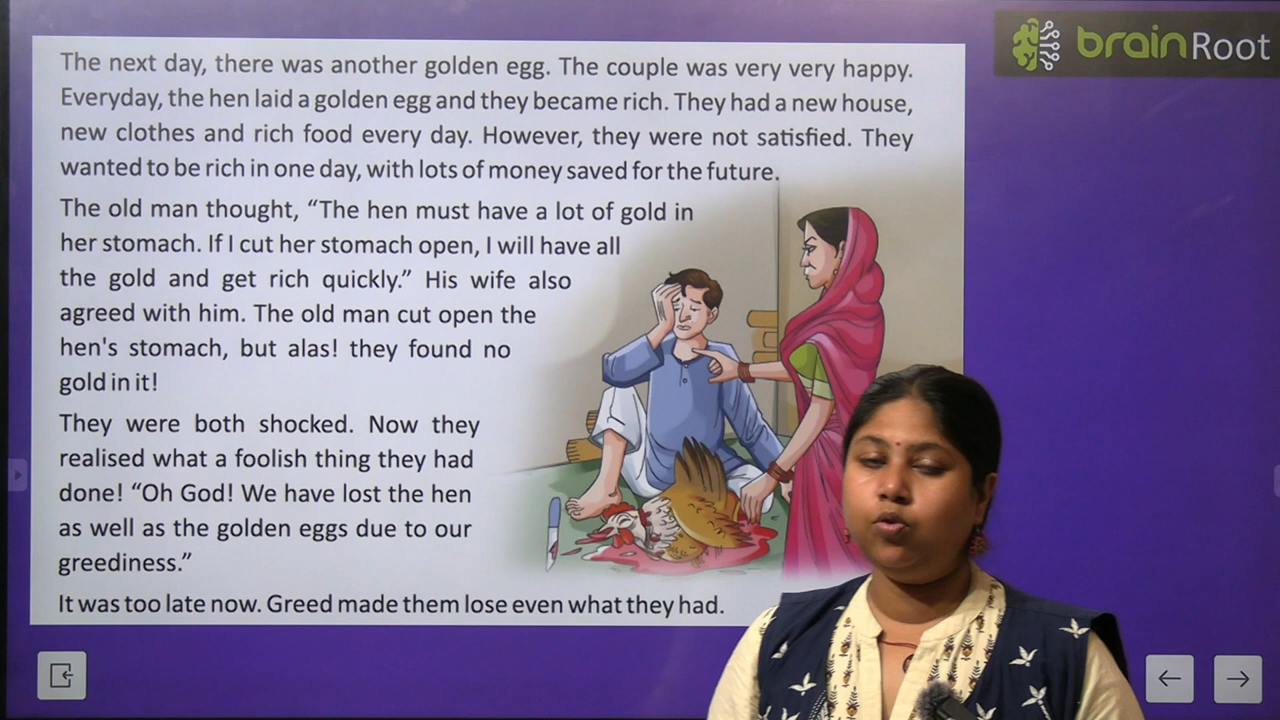 brainRoot
The next day, there was another golden egg. The couple was very very happy.
Everyday, the hen laid a golden egg and they became rich. They had a new house,
new clothes and rich food every day. However, they were not satisfied. They
wanted to be rich in one day, with lots of money saved for the future.
The old man thought, “The hen must have a lot of gold in
her stomach. If I cut her stomach open, I will have all
the gold and get rich quickly.” His wife also
agreed with him. The old man cut open the
hen's stomach, but alas! they found no
gold in it!
They were both shocked. Now they
realised what a foolish thing they had
done! “Oh God! We have lost the hen
as well as the golden eggs due to our
greediness.”
It was too late now. Greed made them lose even what they had.